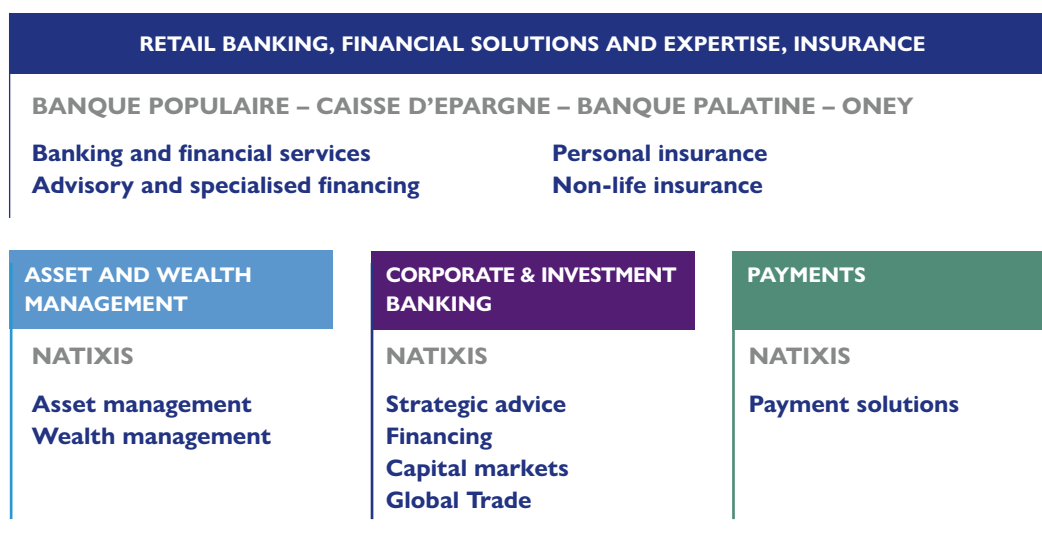 RETAIL BANKING, FINANCIAL SOLUTIONS AND EXPERTISE, INSURANCE
BANQUE POPULAIRE – CAISSE D’EPARGNE – BANQUE PALATINE – ONEY
Banking and financial services
Advisory and specialised financing
Personal insurance
Non-life insurance
ASSET AND WEALTH
MANAGEMENT
NATIXIS
Asset management
Wealth management
CORPORATE & INVESTMENT
BANKING
NATIXIS
Strategic advice
Financing
Capital markets
Global Trade
PAYMENTS
NATIXIS
Payment solutions